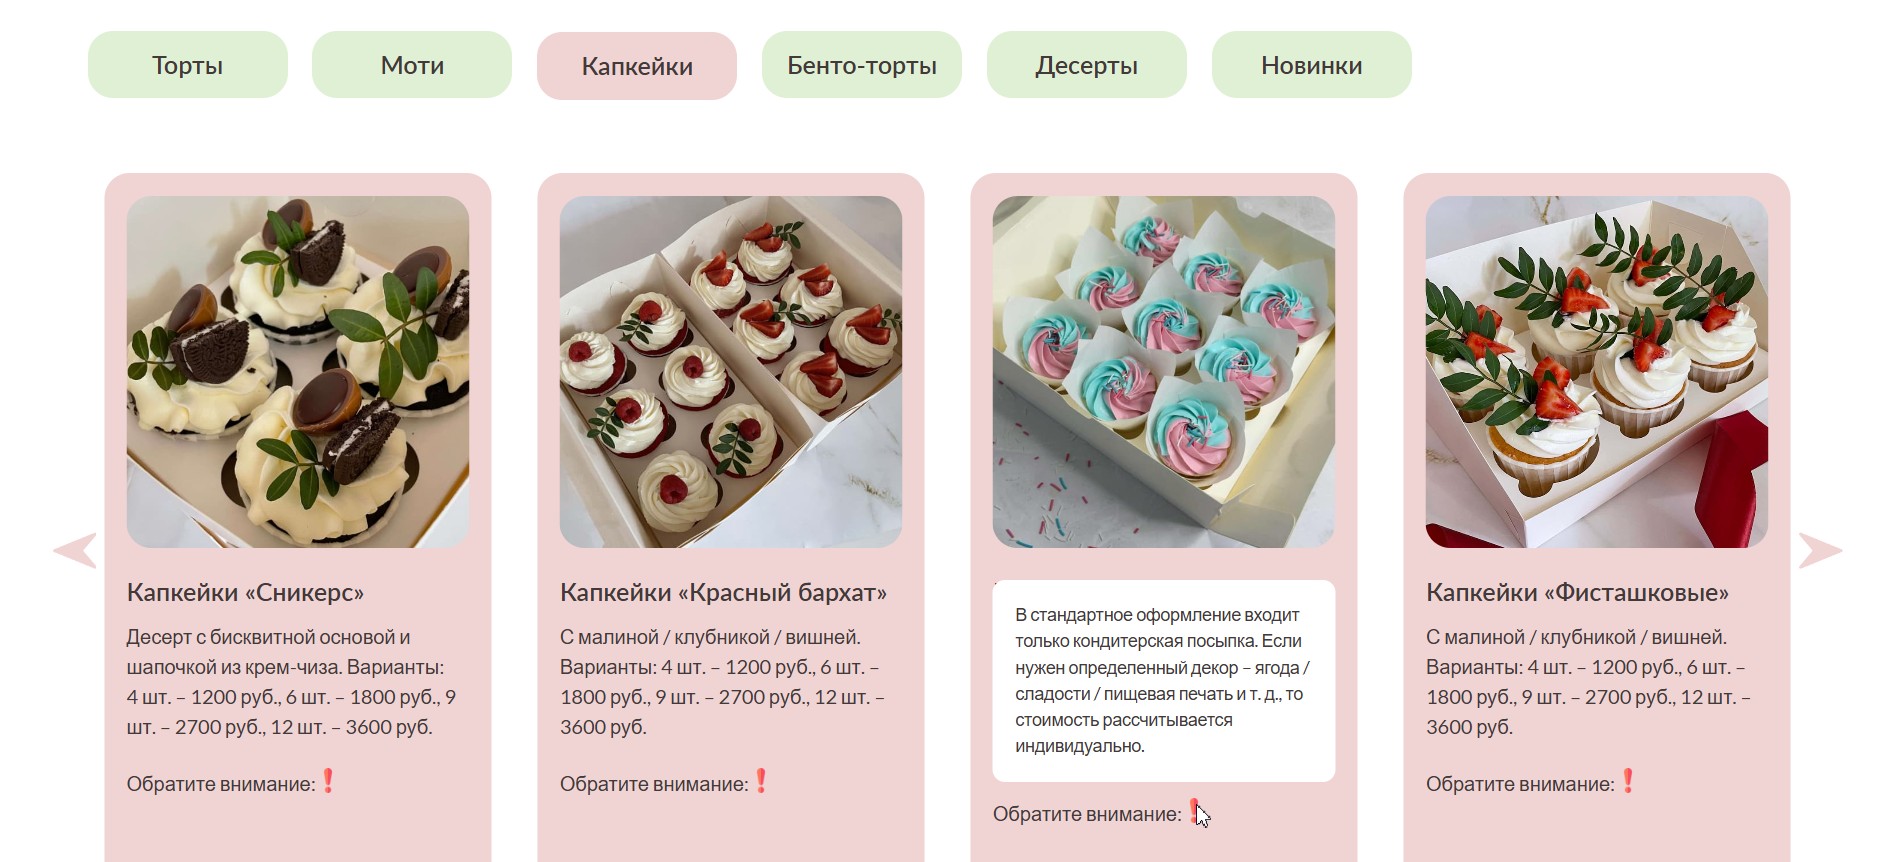 Торты
Моти
Капкейки
Бенто-торты
Десерты
Новинки
Капкейки «Сникерс»
Десерт с бисквитной основой и
шапочкой из крем-чиза. Варианты:
4 шт. – 1200 руб., 6 шт. – 1800 руб., 9
шт. – 2700 руб., 12 шт. – 3600 руб.
Обратите внимание:❗
Капкейки «Красный бархат»
С малиной / клубникой / вишней.
Варианты: 4 шт. – 1200 руб., 6 шт. –
1800 руб., 9 шт. – 2700 руб., 12 шт. –
3600 руб.
Обратите внимание:❗
В стандартное оформление входит
только кондитерская посыпка. Если
нужен определенный декор – ягода /
сладости / пищевая печать и т. д., то
стоимость рассчитывается
индивидуально.
Обратите внимание:❗
Капкейки «Фисташковые»
С малиной / клубникой / вишней.
Варианты: 4 шт. – 1200 руб., 6 шт. –
1800 руб., 9 шт. – 2700 руб., 12 шт. –
3600 руб.
Обратите внимание:❗